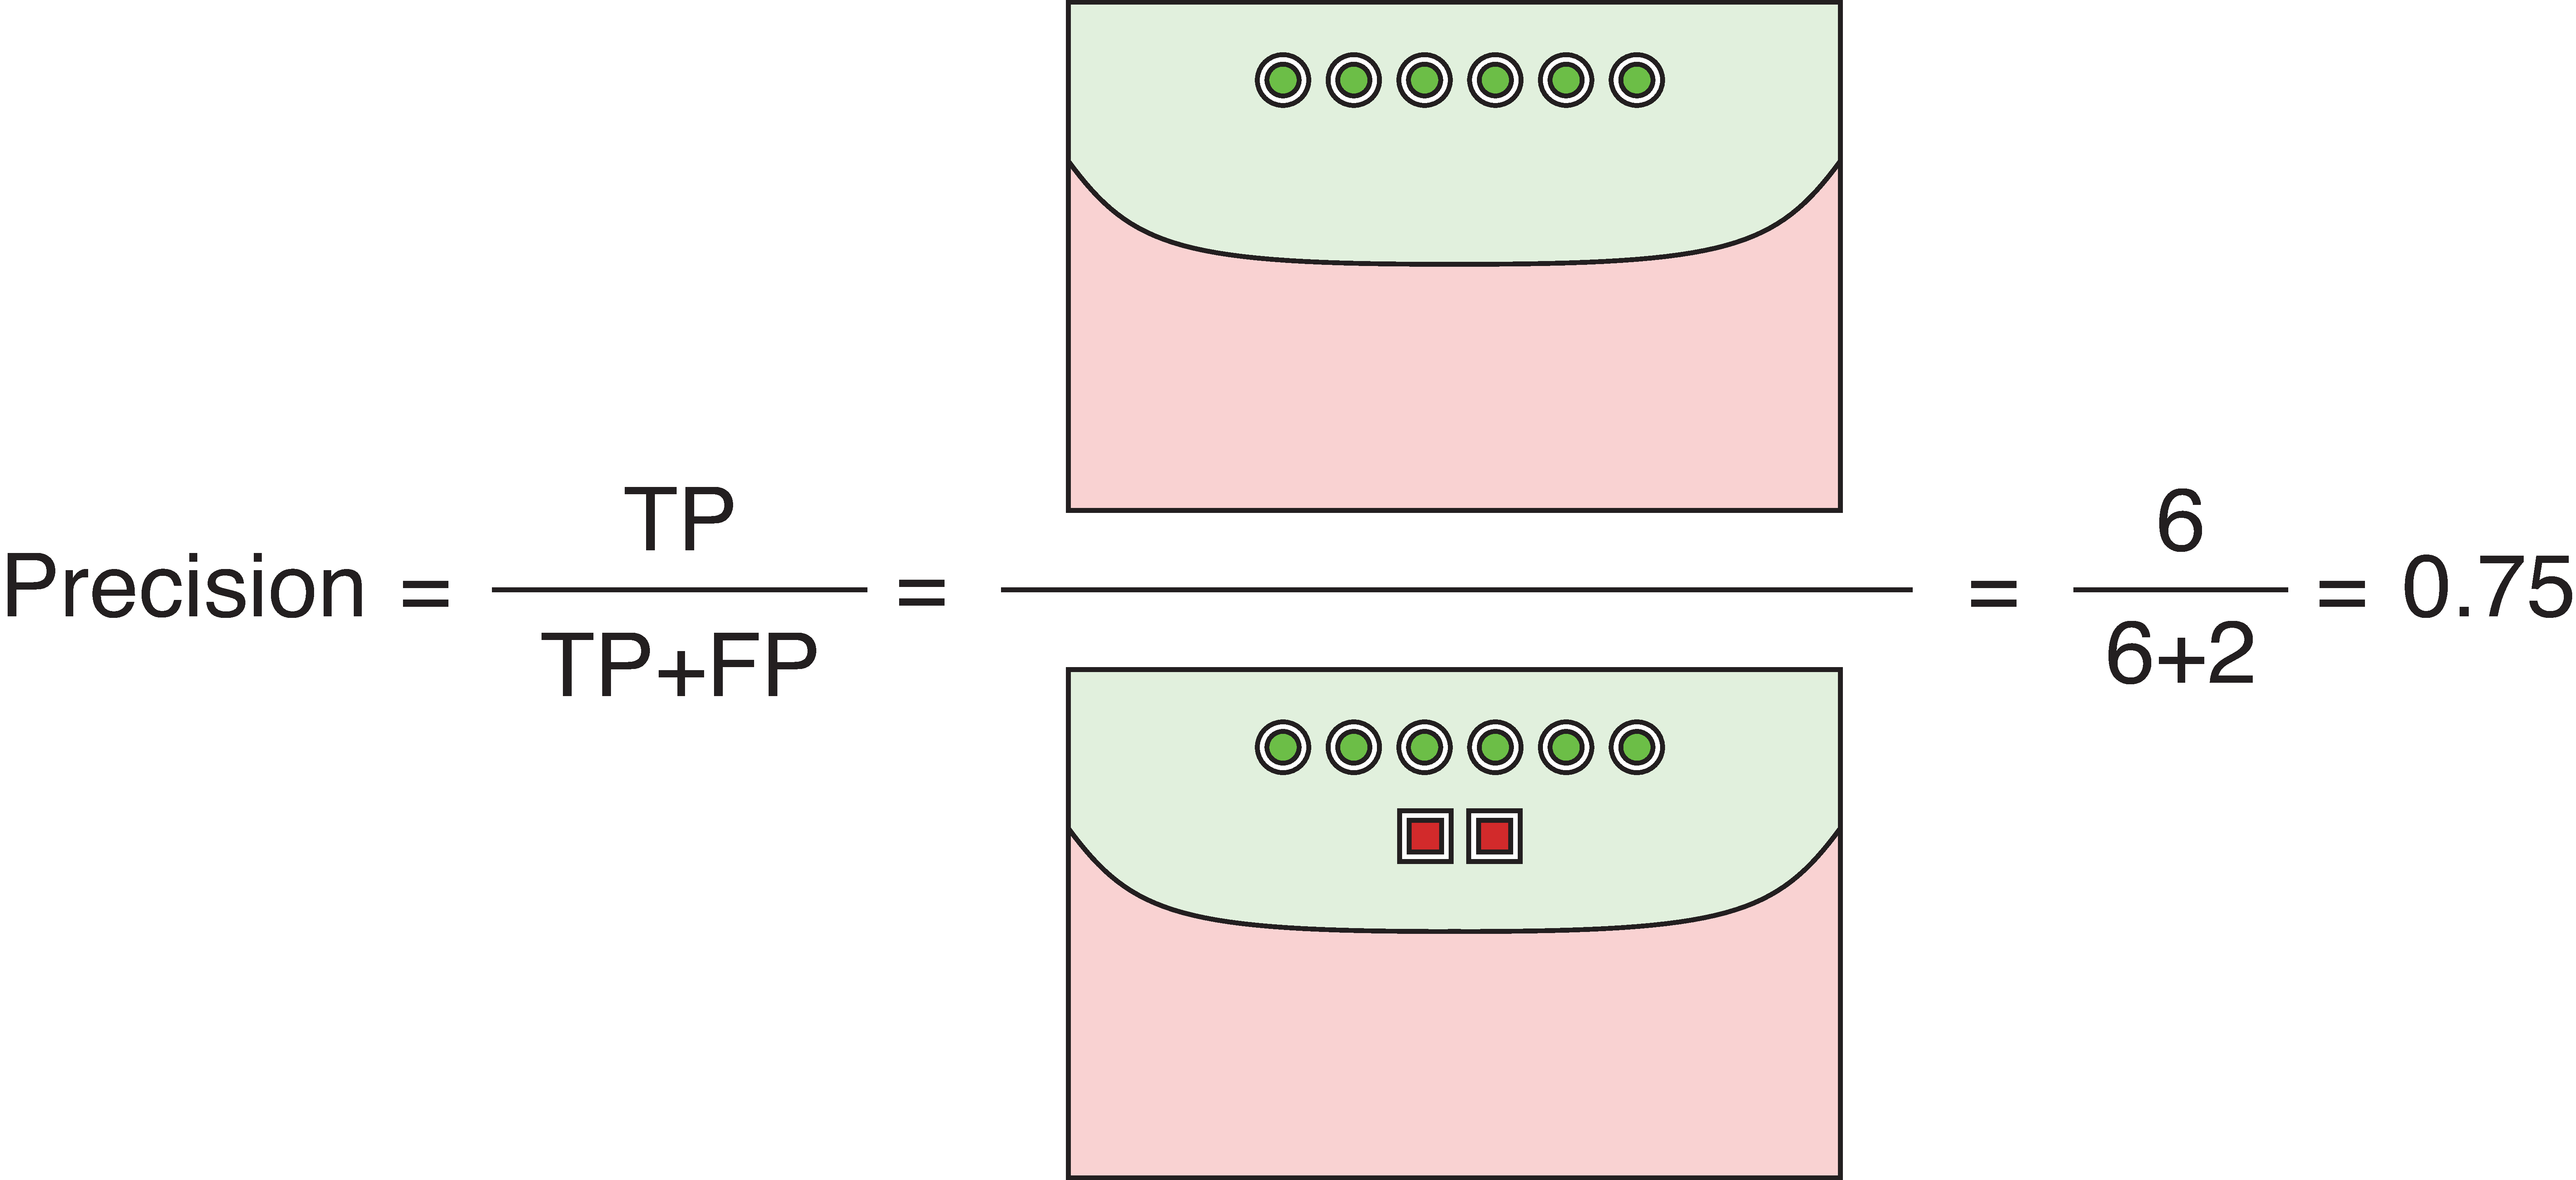 Precision = TP / TP+FP = = 6 / 6+2 = 0.75